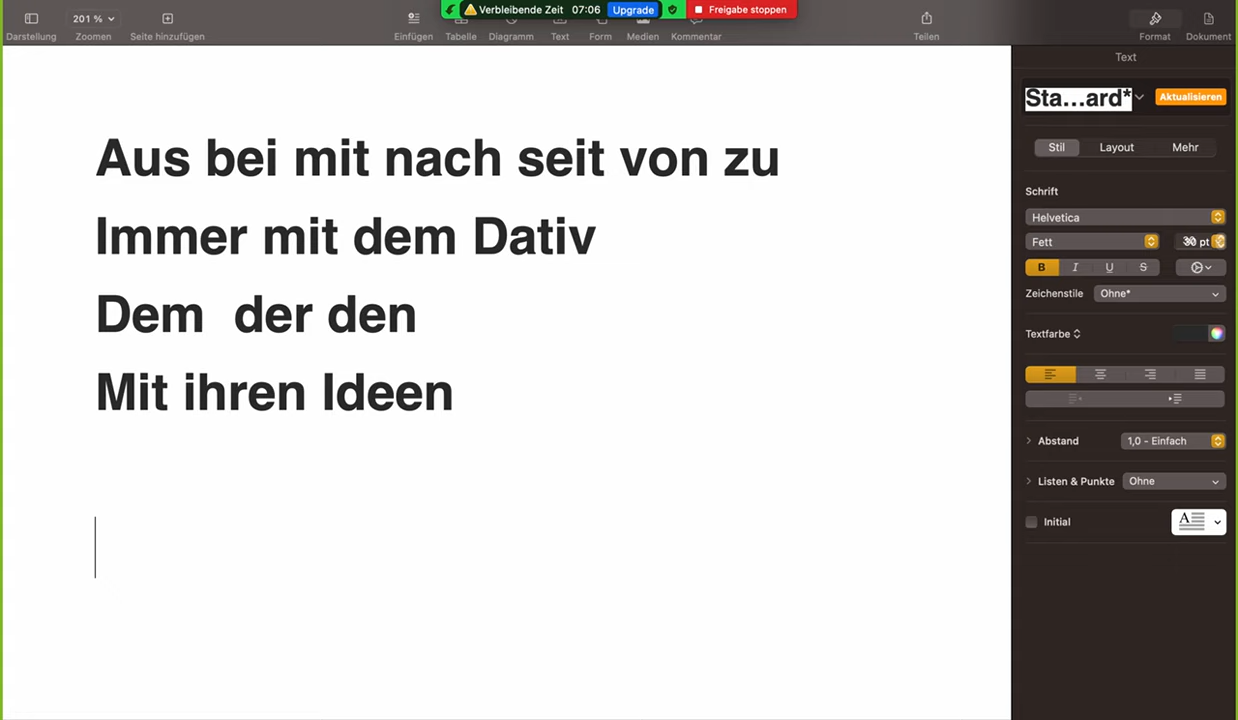 Verbleibende Zeit 07:06 Upgrade Freigabe stoppen
201 %
Darstellung Zoomen Seite hinzufügen Einfügen Tabelle Diagramm Text Form Medien Kommentar Teilen Format Dokument
Text
Sta...ard* Aktualisieren
Stil Layout Mehr
Schrift
Helvetica
Fett 30 pt
B I U S
Zeichenstile Ohne*
Textfarbe
Abstand 1,0 - Einfach
Listen & Punkte Ohne
Initial A
Aus bei mit nach seit von zu
Immer mit dem Dativ
Dem der den
Mit ihren Ideen